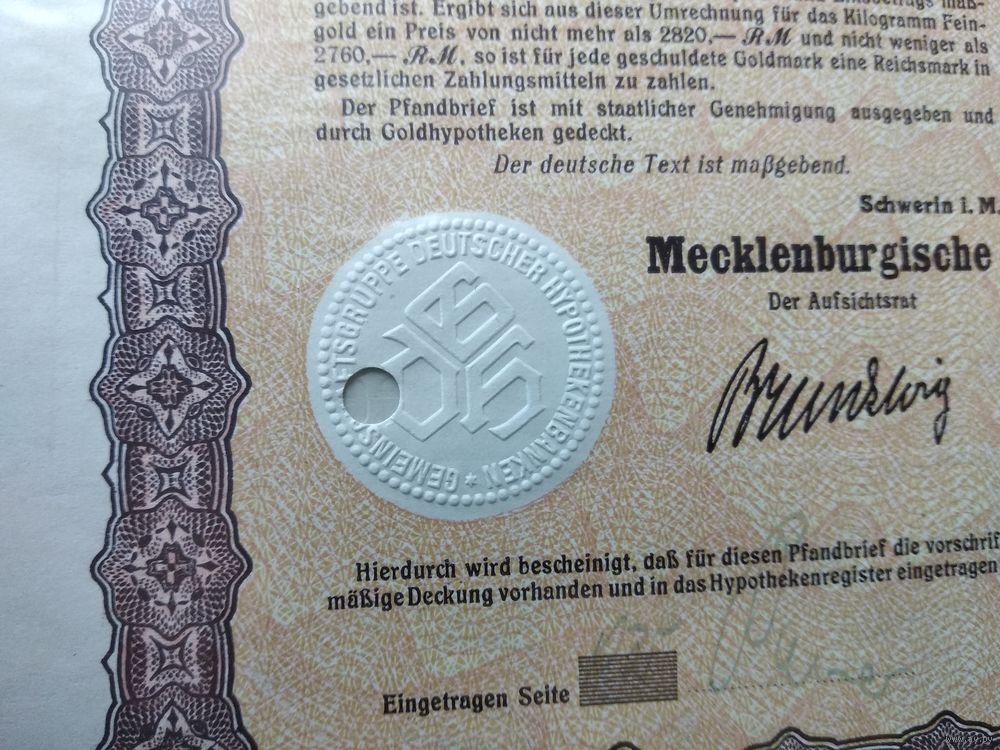 gebend ist. Ergibt sich aus dieser Umrechnung für das Kilogramm Fein-
gold ein Preis von nicht mehr als 2820,— RM und nicht weniger als
2760,— RM, so ist für jede geschuldete Goldmark eine Reichsmark in
gesetzlichen Zahlungsmitteln zu zahlen.
Der Pfandbrief ist mit staatlicher Genehmigung ausgegeben und
durch Goldhypotheken gedeckt.
Der deutsche Text ist maßgebend.
Schwerin i. M.
Mecklenburgische
Der Aufsichtsrat
DEUTSCHER HYPOTHEKENBANKEN *
Hierdurch wird bescheinigt, daß für diesen Pfandbrief die vorschrif
mäßige Deckung vorhanden und in das Hypothekenregister eingetragen
Eingetragen Seite
www.ay.by